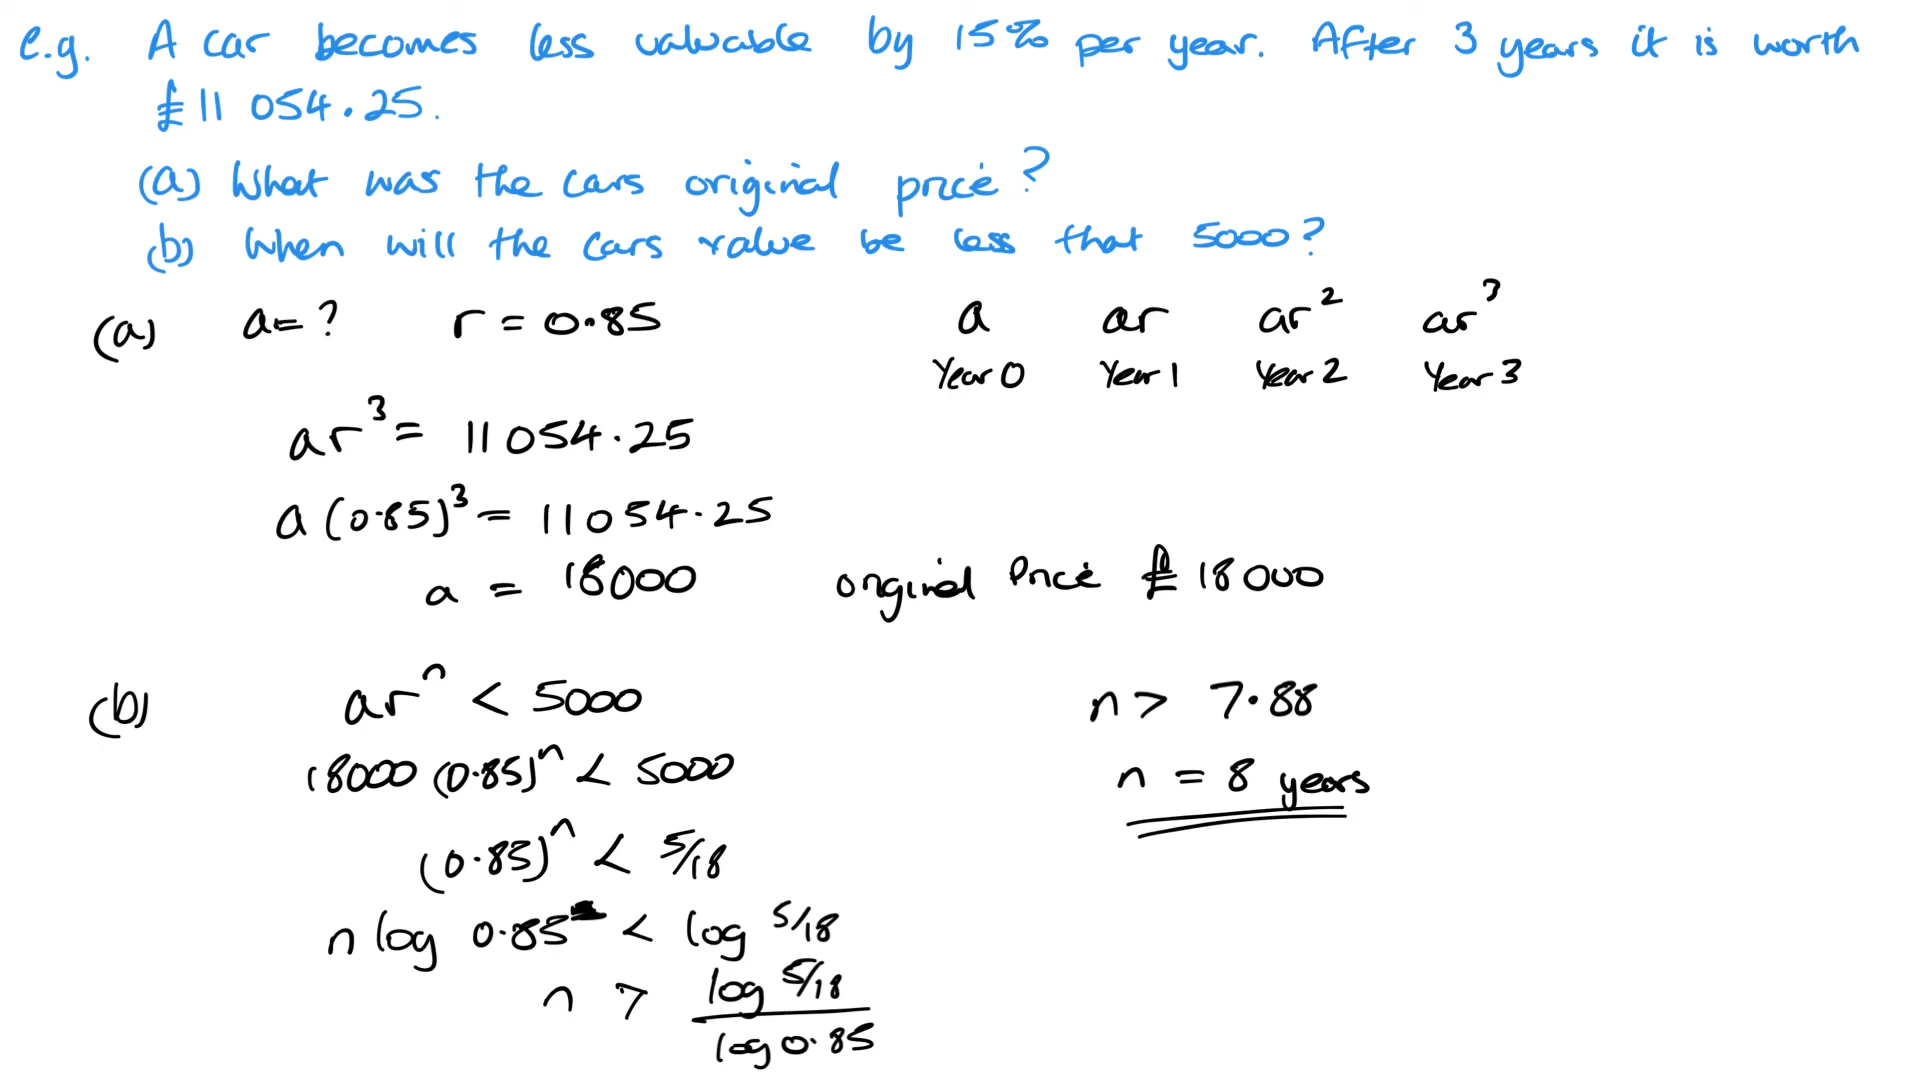 e.g. A car becomes less valuable by 15% per year. After 3 years it is worth
£11 054.25.
(a) What was the cars original price?
(b) When will the cars value be less that 5000?
(a) a=? r = 0.85
a ar ar² ar³
Year 0 Year 1 Year 2 Year 3
ar³ = 11054.25
a(0.85)³ = 11054.25
a = 18000 original Price £18000
(b) arⁿ < 5000
18000(0.85)ⁿ < 5000
(0.85)ⁿ < 5/18
n log 0.85 < log 5/18
n > log 5/18
log 0.85
n > 7.88
n = 8 years